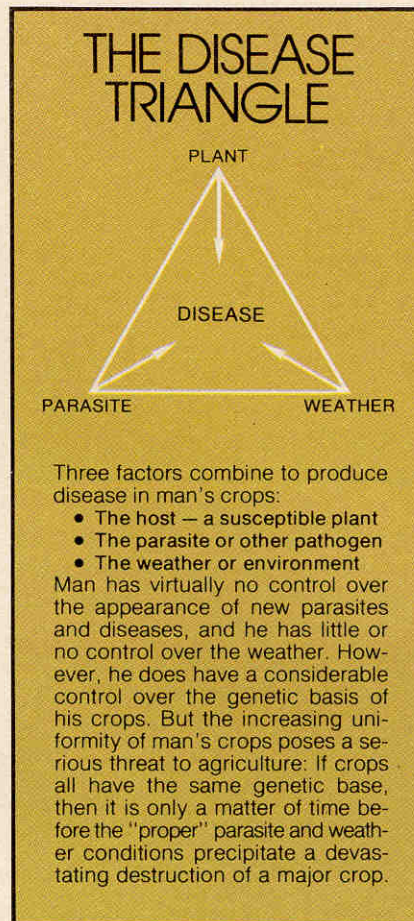 THE DISEASE
TRIANGLE
PLANT
DISEASE
PARASITE
WEATHER
Three factors combine to produce
disease in man's crops:
• The host — a susceptible plant
• The parasite or other pathogen
• The weather or environment
Man has virtually no control over
the appearance of new parasites
and diseases, and he has little or
no control over the weather. How-
ever, he does have a considerable
control over the genetic basis of
his crops. But the increasing uni-
formity of man's crops poses a se-
rious threat to agriculture: If crops
all have the same genetic base,
then it is only a matter of time be-
fore the "proper" parasite and weath-
er conditions precipitate a devas-
tating destruction of a major crop.